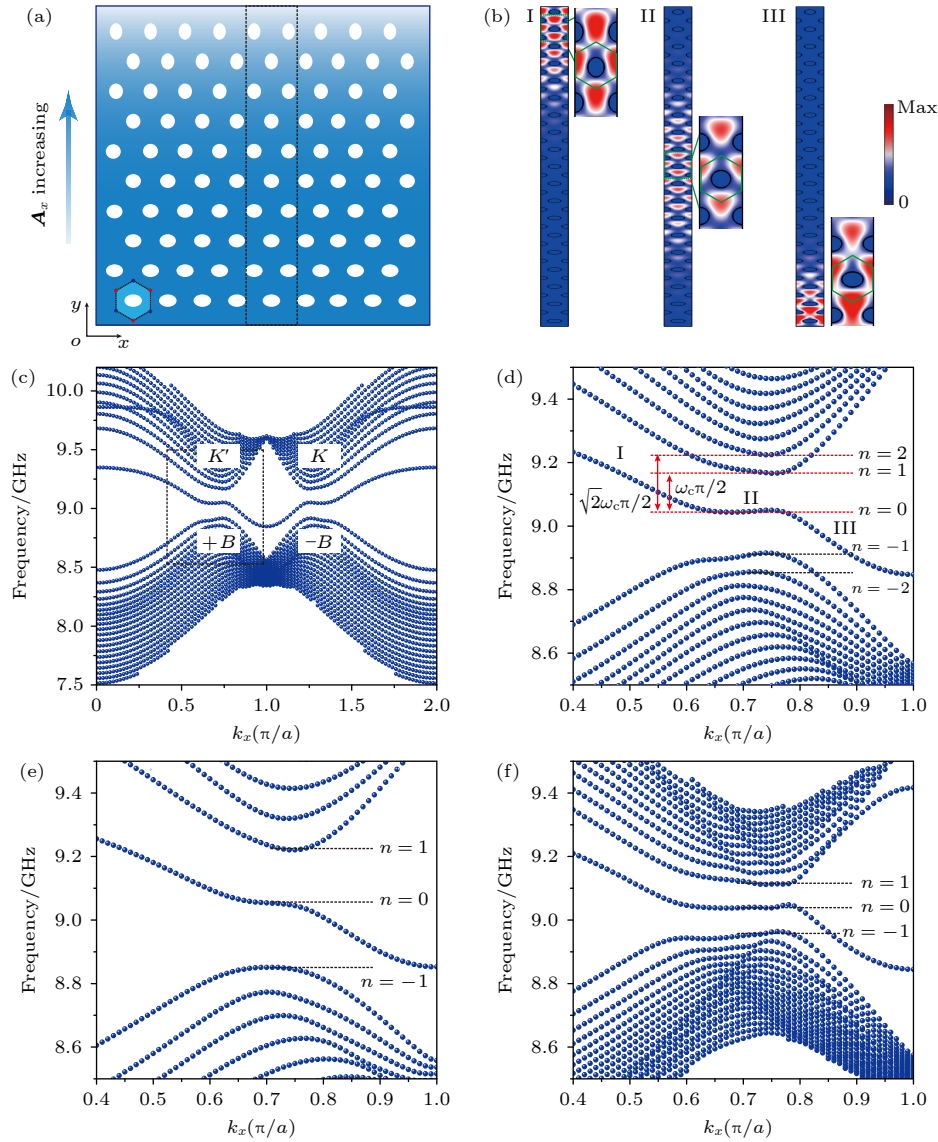 (a)
A_x increasing
y
o
x
(b)
I
II
III
Max
0
(c)
10.0
9.5
9.0
8.5
8.0
7.5
Frequency/GHz
K′
K
+B
−B
0
0.5
1.0
1.5
2.0
k_x(π/a)
(d)
9.4
9.2
9.0
8.8
8.6
Frequency/GHz
I
II
III
√2ω_cπ/2
ω_cπ/2
n = 2
n = 1
n = 0
n = −1
n = −2
0.4
0.5
0.6
0.7
0.8
0.9
1.0
k_x(π/a)
(e)
9.4
9.2
9.0
8.8
8.6
Frequency/GHz
n = 1
n = 0
n = −1
0.4
0.5
0.6
0.7
0.8
0.9
1.0
k_x(π/a)
(f)
9.4
9.2
9.0
8.8
8.6
Frequency/GHz
n = 1
n = 0
n = −1
0.4
0.5
0.6
0.7
0.8
0.9
1.0
k_x(π/a)